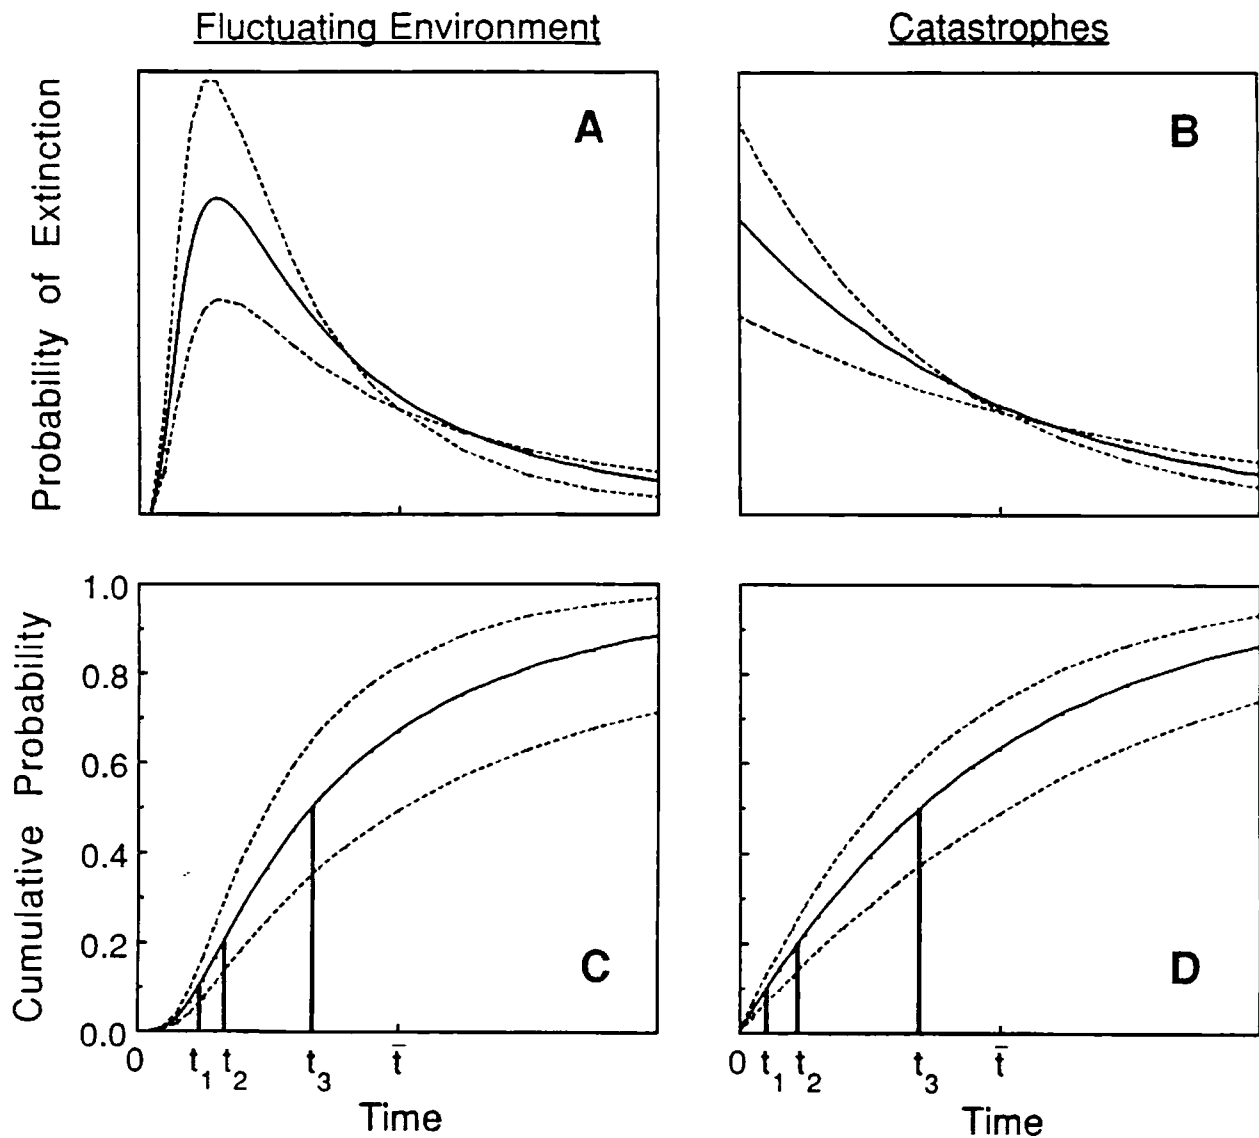 Fluctuating Environment
Catastrophes
Probability of Extinction
A
B
Cumulative Probability
1.0
0.8
0.6
0.4
0.2
0.0
C
D
0 t1 t2 t3 t̄
0 t1 t2 t3 t̄
Time
Time